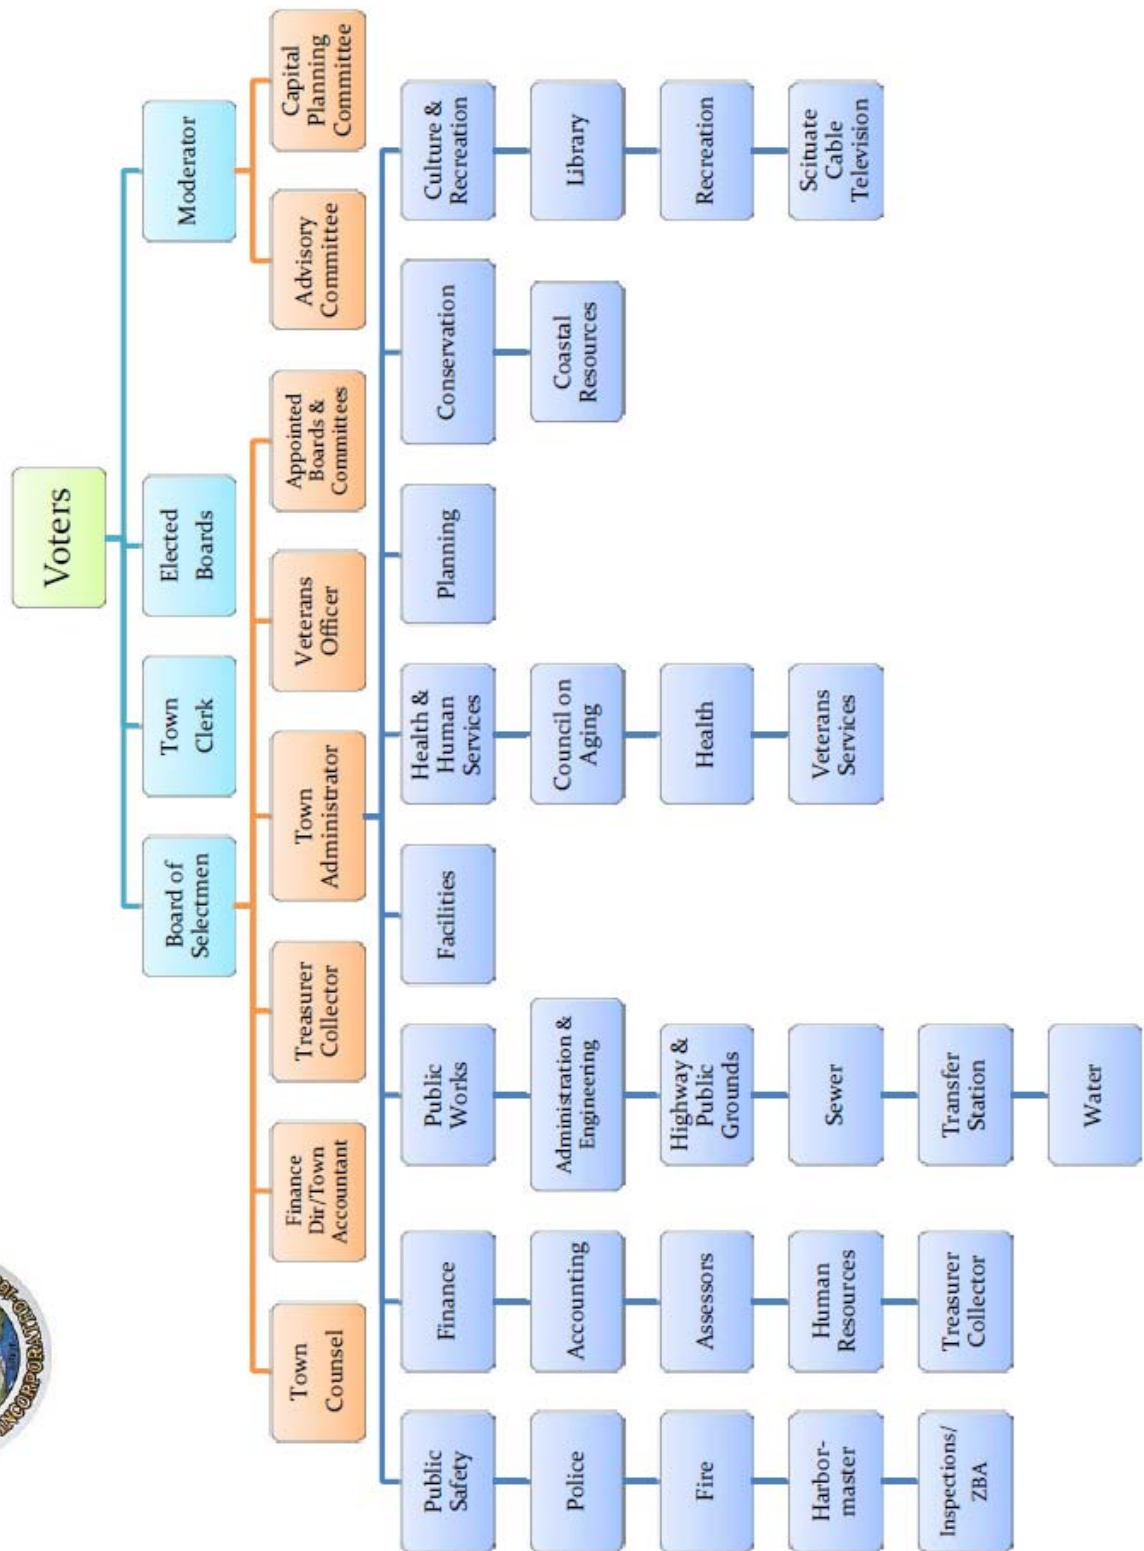 Voters
Board of
Selectmen
Town
Clerk
Elected
Boards
Moderator
Town
Counsel
Finance
Dir/Town
Accountant
Treasurer
Collector
Town
Administrator
Veterans
Officer
Appointed
Boards &
Committees
Advisory
Committee
Capital
Planning
Committee
Public
Safety
Police
Fire
Harbor-
master
Inspections/
ZBA
Finance
Accounting
Assessors
Human
Resources
Treasurer
Collector
Public
Works
Administration &
Engineering
Highway &
Public
Grounds
Sewer
Transfer
Station
Water
Facilities
Health &
Human
Services
Council on
Aging
Health
Veterans
Services
Planning
Conservation
Coastal
Resources
Culture &
Recreation
Library
Recreation
Scituate
Cable
Television